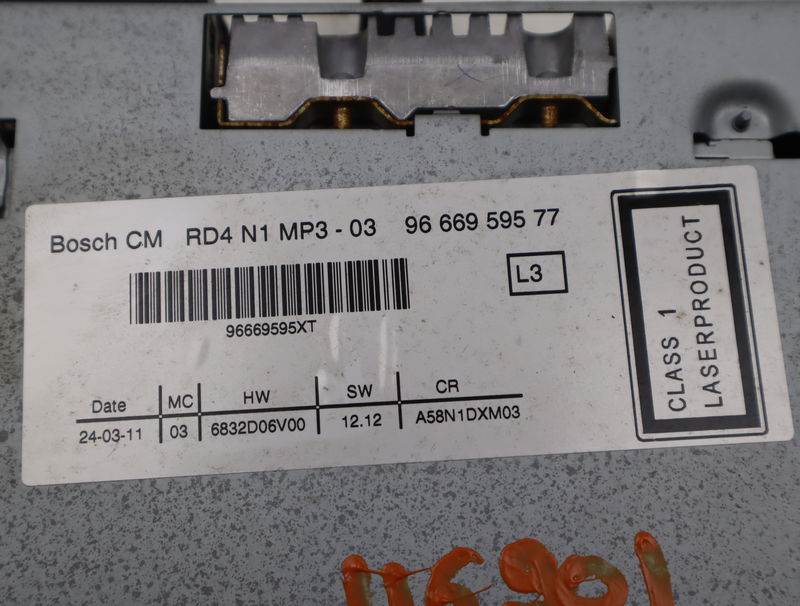 Bosch CM RD4 N1 MP3 - 03 96 669 595 77
L3
96669595XT
Date MC HW SW CR
24-03-11 03 6832D06V00 12.12 A58N1DXM03
CLASS 1
LASERPRODUCT